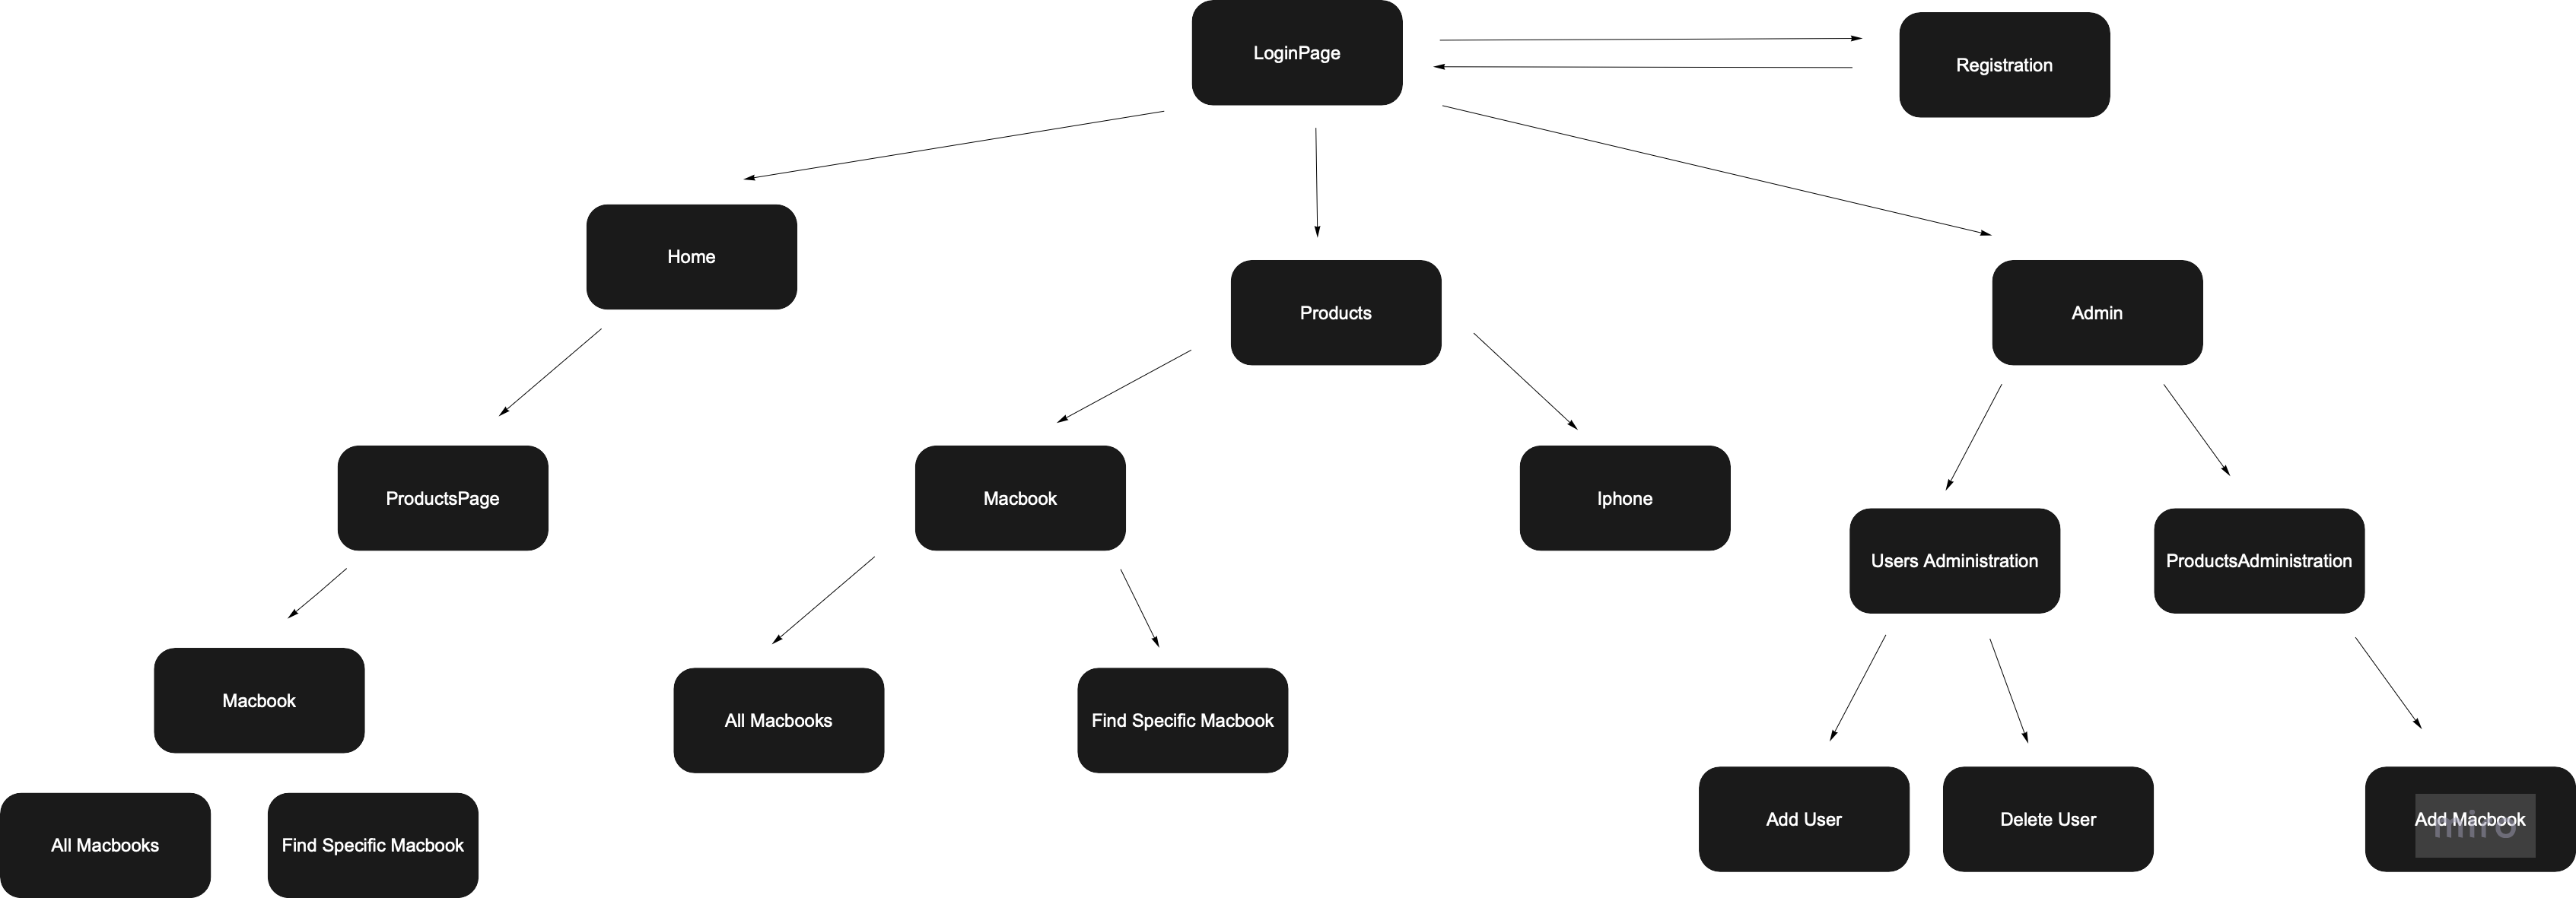 LoginPage
Registration
Home
Products
Admin
ProductsPage
Macbook
Iphone
Users Administration
ProductsAdministration
Macbook
All Macbooks
Find Specific Macbook
Add User
Delete User
Add Macbook
miro
All Macbooks
Find Specific Macbook